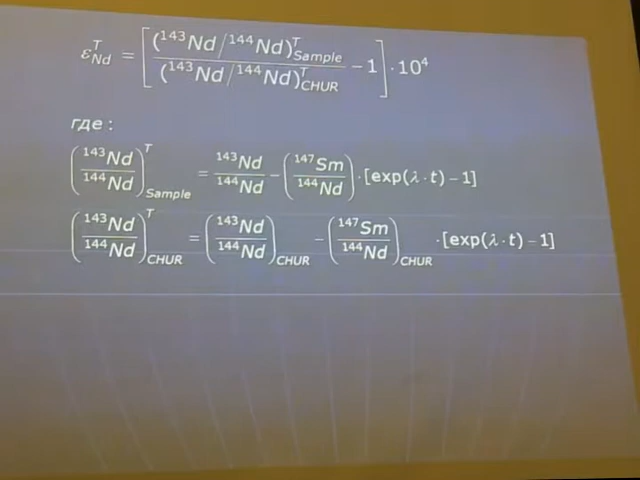 ε^T_Nd = [(^143Nd/^144Nd)^T_Sample / (^143Nd/^144Nd)^T_CHUR − 1] · 10^4
где :
(^143Nd / ^144Nd)^T_Sample = ^143Nd / ^144Nd − (^147Sm / ^144Nd) · [exp(λ · t) − 1]
(^143Nd / ^144Nd)^T_CHUR = (^143Nd / ^144Nd)_CHUR − (^147Sm / ^144Nd)_CHUR · [exp(λ · t) − 1]